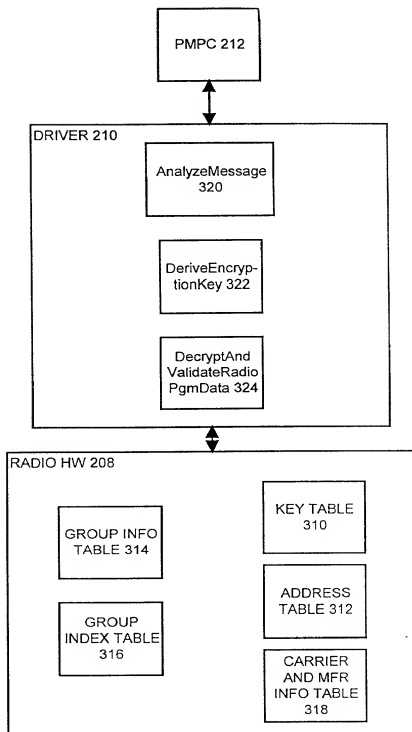 PMPC 212
DRIVER 210
AnalyzeMessage
320
DeriveEncryp-
tionKey 322
DecryptAnd
ValidateRadio
PgmData 324
RADIO HW 208
GROUP INFO
TABLE 314
GROUP
INDEX TABLE
316
KEY TABLE
310
ADDRESS
TABLE 312
CARRIER
AND MFR
INFO TABLE
318